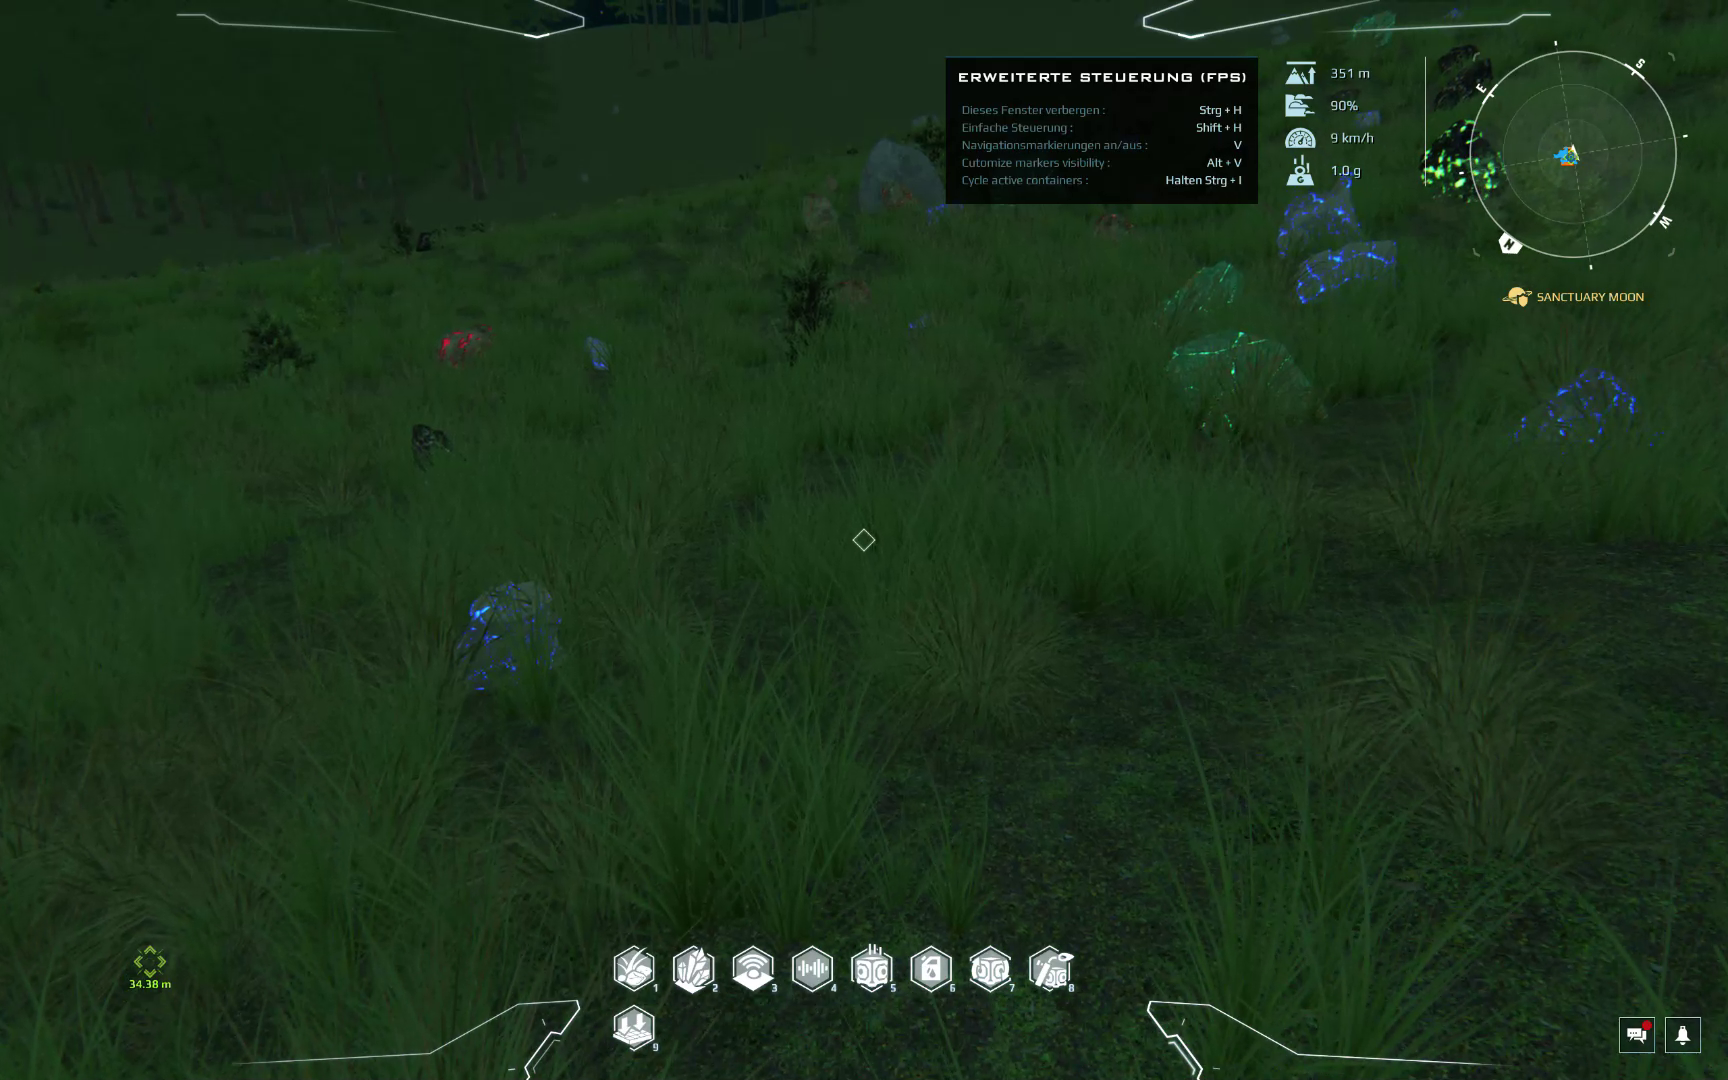 ERWEITERTE STEUERUNG (FPS)
Dieses Fenster verbergen : Strg + H
Einfache Steuerung : Shift + H
Navigationsmarkierungen an/aus : V
Cutomize markers visibility : Alt + V
Cycle active containers : Halten Strg + I
351 m
90%
9 km/h
G 1.0 g
S
E
W
N
SANCTUARY MOON
34.38 m
1 2 3 4 5 6 7 8
9